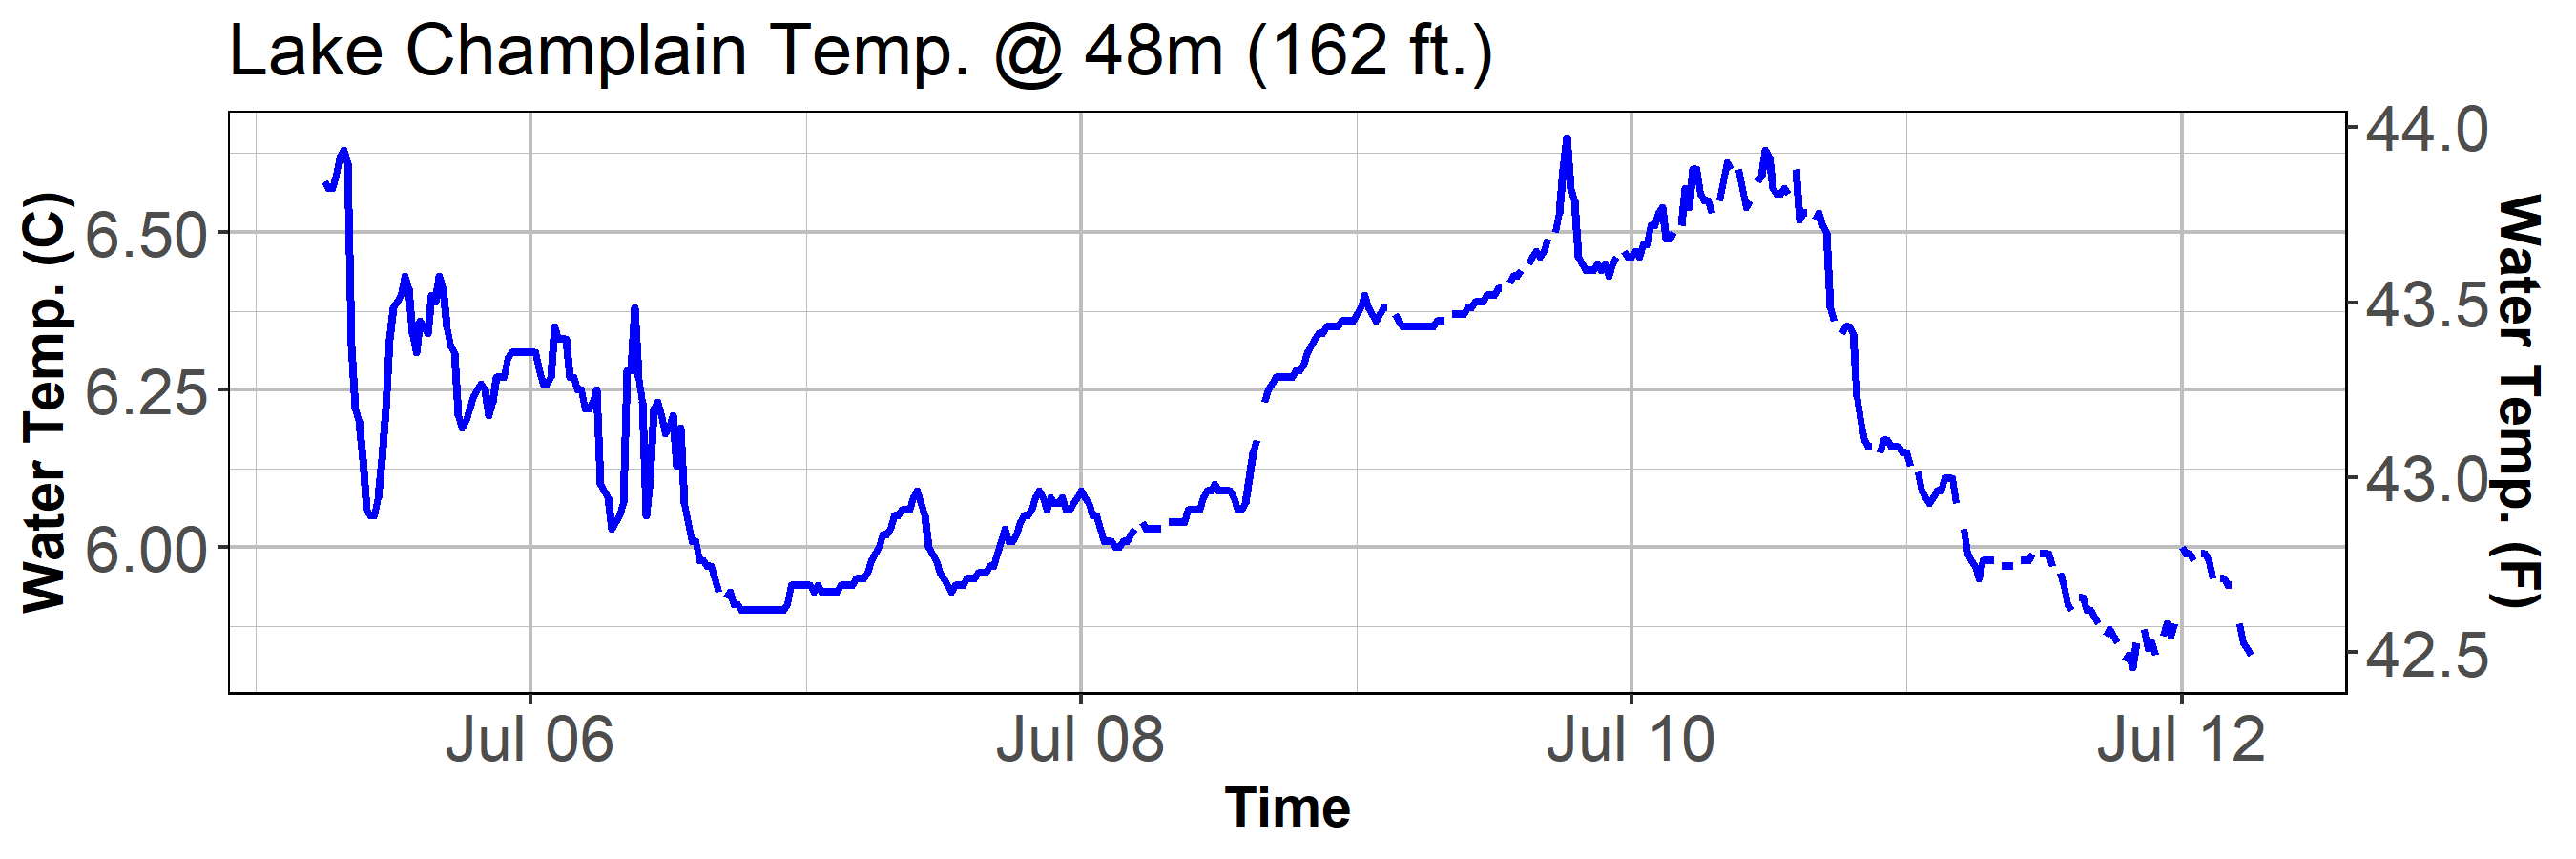 Lake Champlain Temp. @ 48m (162 ft.)
Water Temp. (C)
6.50
6.25
6.00
44.0
43.5
43.0
42.5
Water Temp. (F)
Jul 06
Jul 08
Jul 10
Jul 12
Time